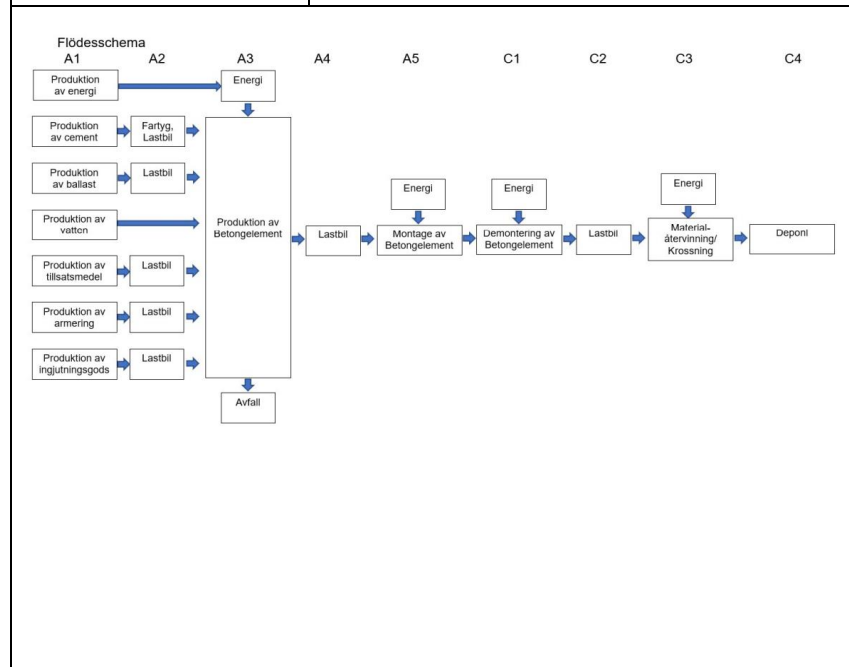 Flödesschema
A1 A2 A3 A4 A5 C1 C2 C3 C4
Produktion
av energi
Energi
Produktion
av cement
Fartyg,
Lastbil
Produktion
av ballast
Lastbil
Produktion av
vatten
Produktion av
tillsatsmedel
Lastbil
Produktion av
armering
Lastbil
Produktion av
ingjutningsgods
Lastbil
Produktion av
Betongelement
Avfall
Lastbil
Energi
Montage av
Betongelement
Energi
Demontering av
Betongelement
Lastbil
Energi
Material-
återvinning/
Krossning
Deponi